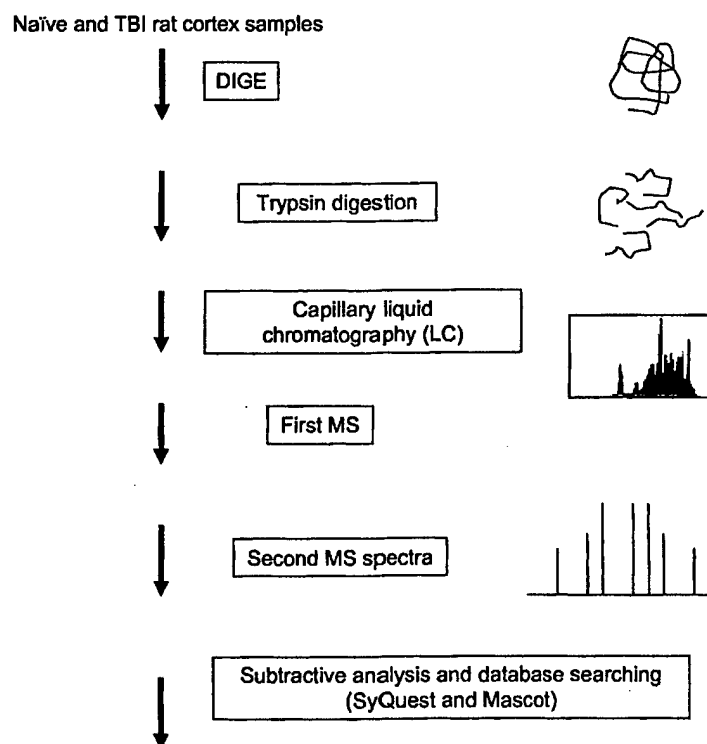 Naïve and TBI rat cortex samples
DIGE
Trypsin digestion
Capillary liquid
chromatography (LC)
First MS
Second MS spectra
Subtractive analysis and database searching
(SyQuest and Mascot)